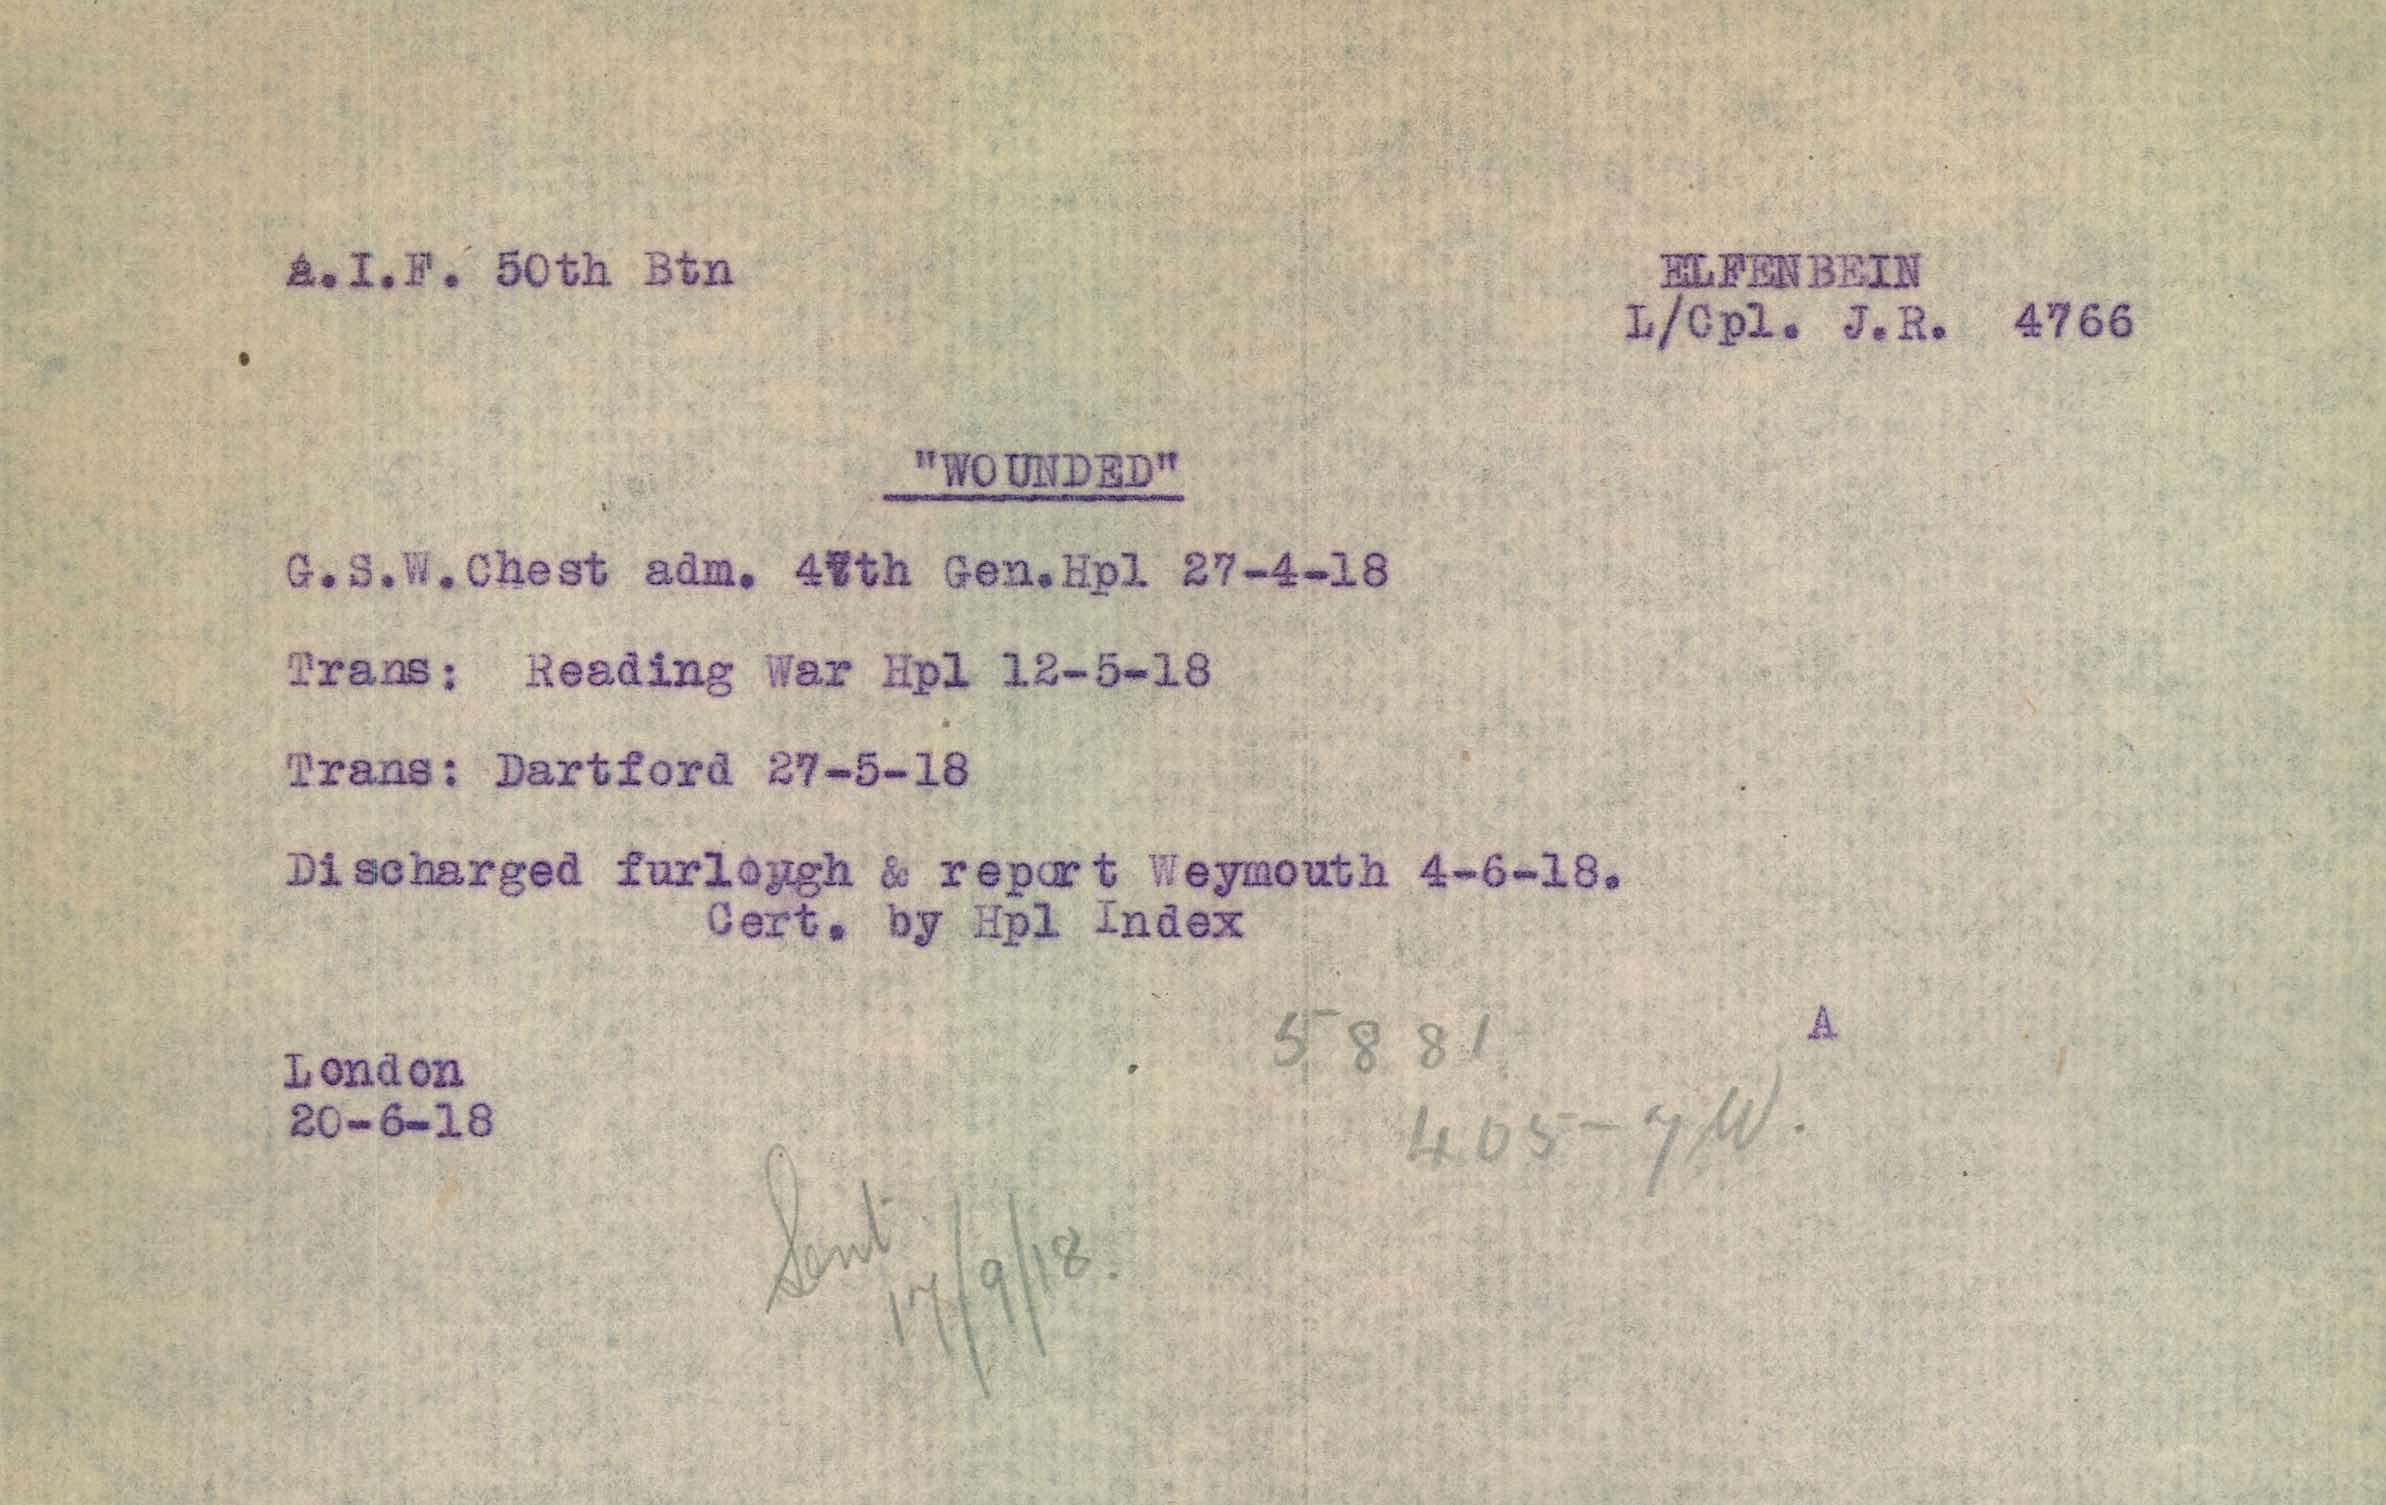 A.I.F. 50th Btn ELFENBEIN
L/Cpl. J.R. 4766
"WOUNDED"
G.S.W.Chest adm. 47th Gen.Hpl 27-4-18
Trans: Reading War Hpl 12-5-18
Trans: Dartford 27-5-18
Discharged furlough & report Weymouth 4-6-18.
Cert. by Hpl Index
5881
A
London
405-7W.
20-6-18
Sent
17/9/18.